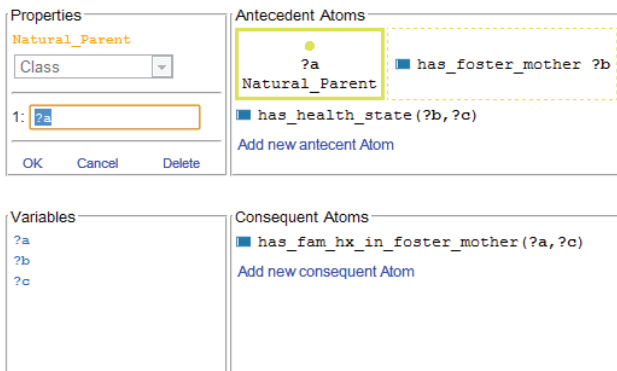 Properties
Natural_Parent
Class
1: ?a
OK Cancel Delete
Antecedent Atoms
?a has_foster_mother ?b
Natural_Parent
has_health_state(?b,?c)
Add new antecent Atom
Variables
?a
?b
?c
Consequent Atoms
has_fam_hx_in_foster_mother(?a,?c)
Add new consequent Atom